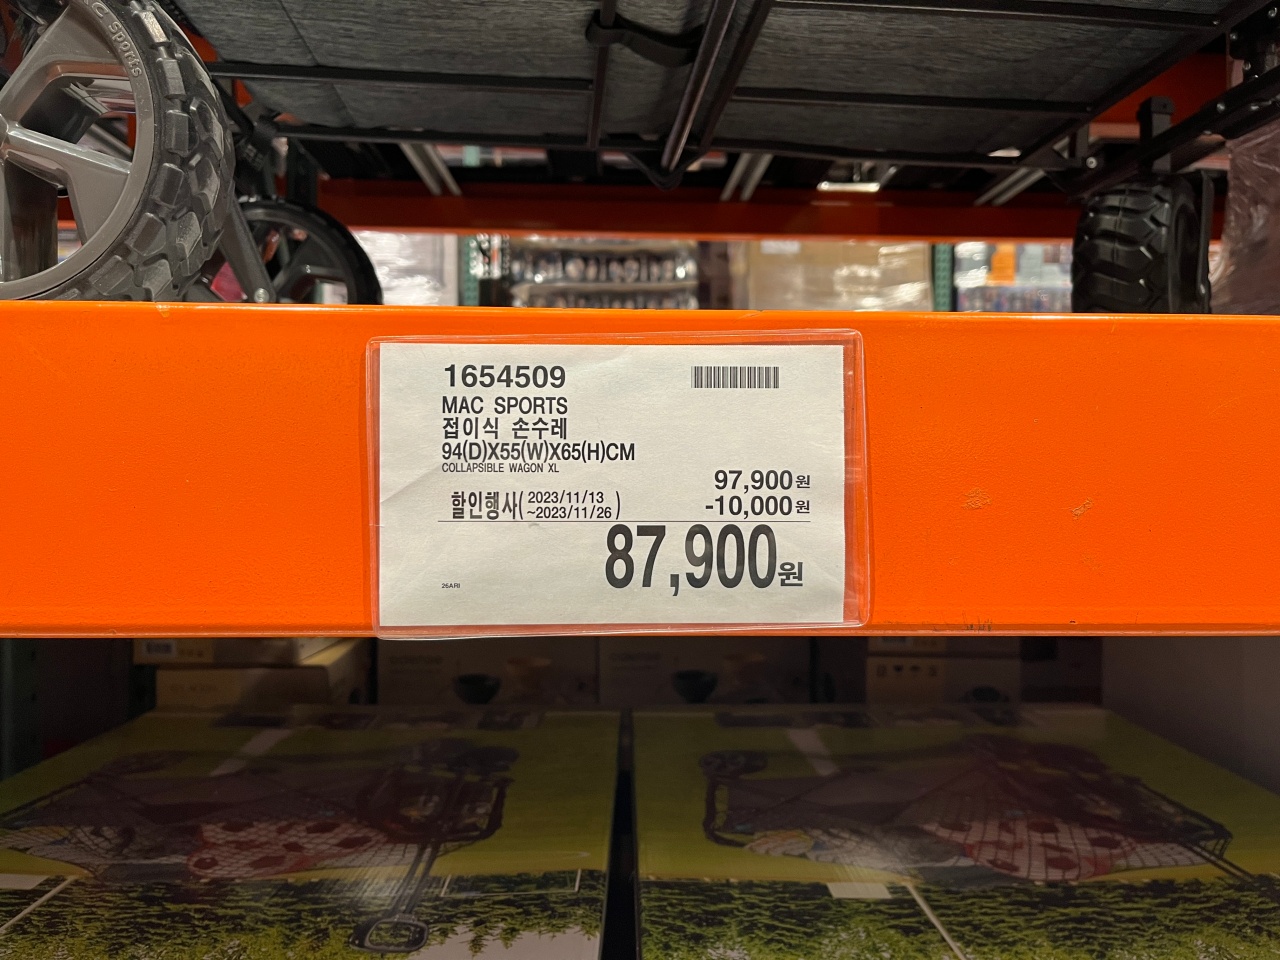 C Sports
1654509
MAC SPORTS
접이식 손수레
94(D)X55(W)X65(H)CM
COLLAPSIBLE WAGON XL
97,900원
할인행사( 2023/11/13 ~2023/11/26 ) -10,000원
87,900원
26ARI